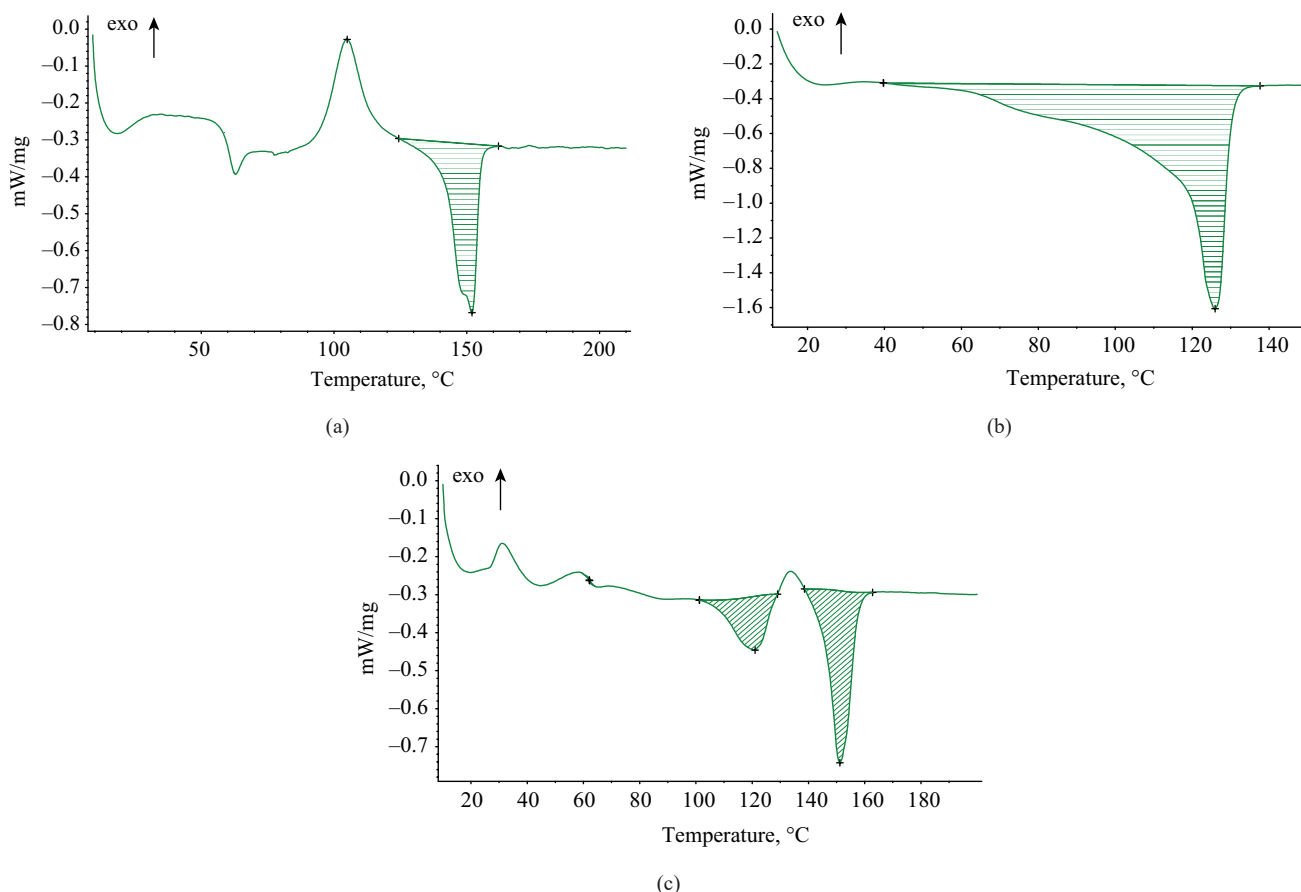 exo
0.0
–0.1
–0.2
–0.3
–0.4
–0.5
–0.6
–0.7
–0.8
mW/mg
50 100 150 200
Temperature, °C
(a)
exo
0.0
–0.4
–0.6
–0.8
–1.0
–1.2
–1.4
–1.6
mW/mg
20 40 60 80 100 120 140
Temperature, °C
(b)
exo
0.0
–0.1
–0.2
–0.3
–0.4
–0.5
–0.6
–0.7
mW/mg
20 40 60 80 100 120 140 160 180
Temperature, °C
(c)